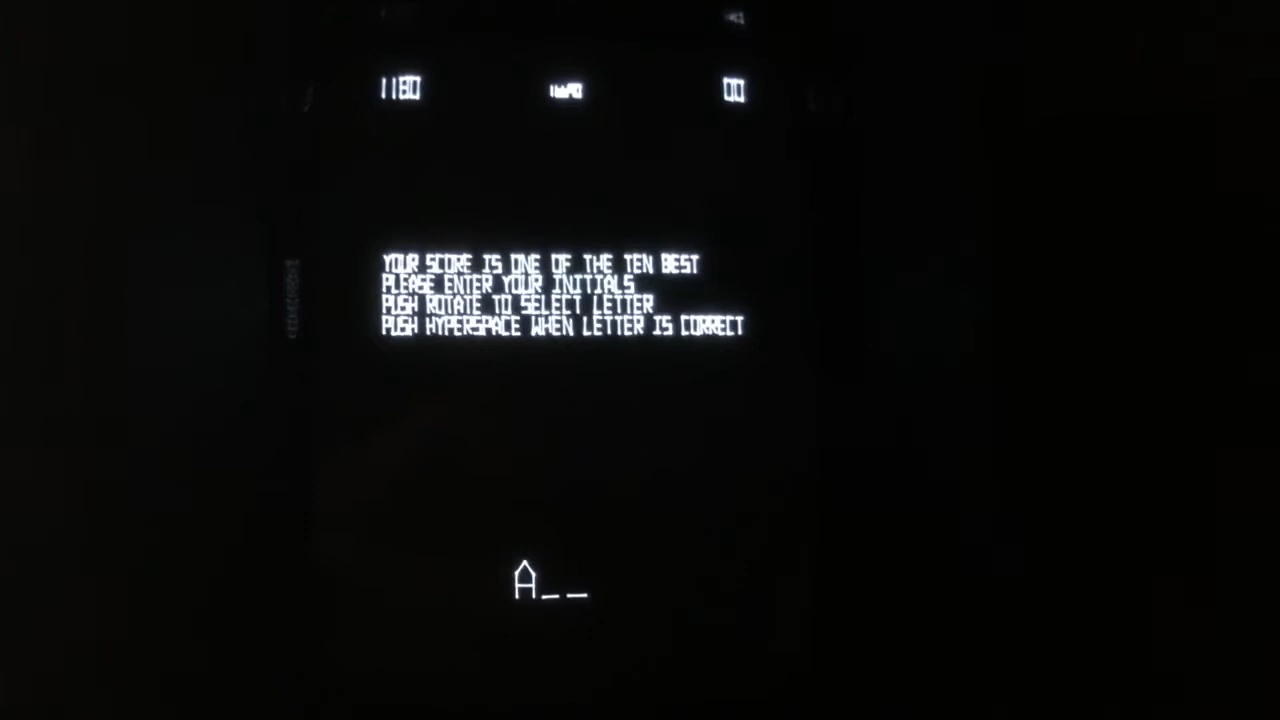 1180 00
YOUR SCORE IS ONE OF THE TEN BEST
PLEASE ENTER YOUR INITIALS
PUSH ROTATE TO SELECT LETTER
PUSH HYPERSPACE WHEN LETTER IS CORRECT
A__